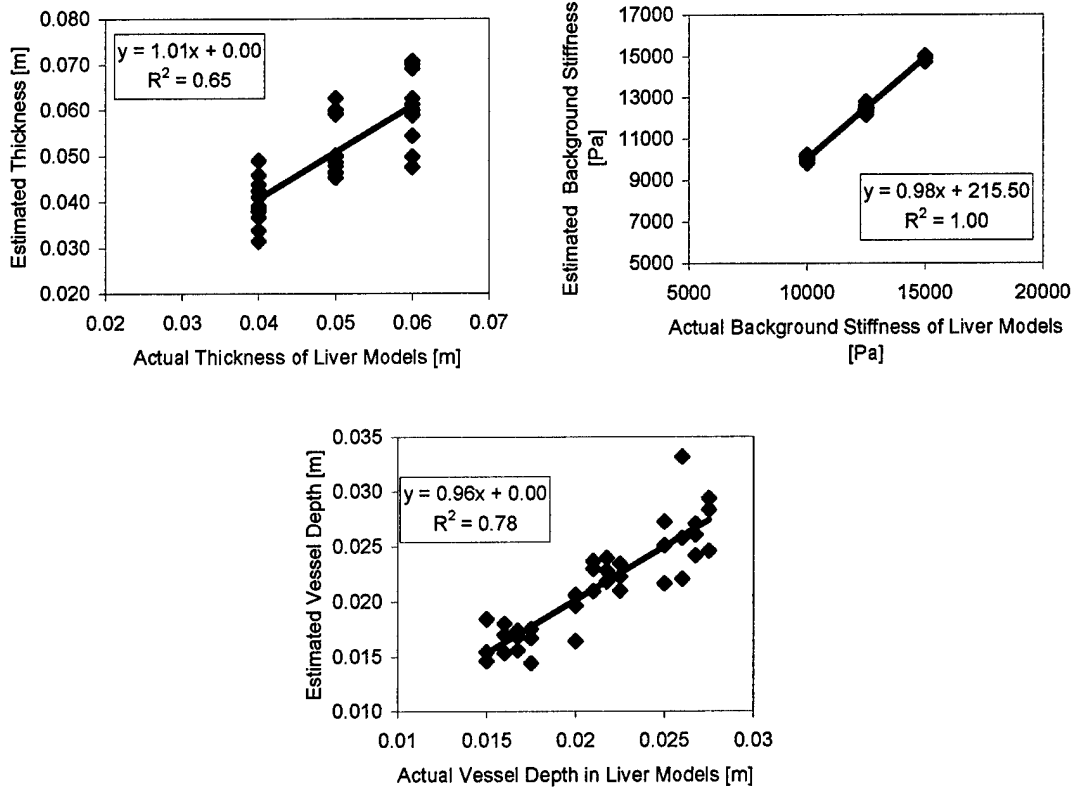 Estimated Thickness [m]
0.080
0.070
0.060
0.050
0.040
0.030
0.020
y = 1.01x + 0.00
R² = 0.65
0.02 0.03 0.04 0.05 0.06 0.07
Actual Thickness of Liver Models [m]
Estimated Background Stiffness
[Pa]
17000
15000
13000
11000
9000
7000
5000
y = 0.98x + 215.50
R² = 1.00
5000 10000 15000 20000
Actual Background Stiffness of Liver Models
[Pa]
Estimated Vessel Depth [m]
0.035
0.030
0.025
0.020
0.015
0.010
y = 0.96x + 0.00
R² = 0.78
0.01 0.015 0.02 0.025 0.03
Actual Vessel Depth in Liver Models [m]